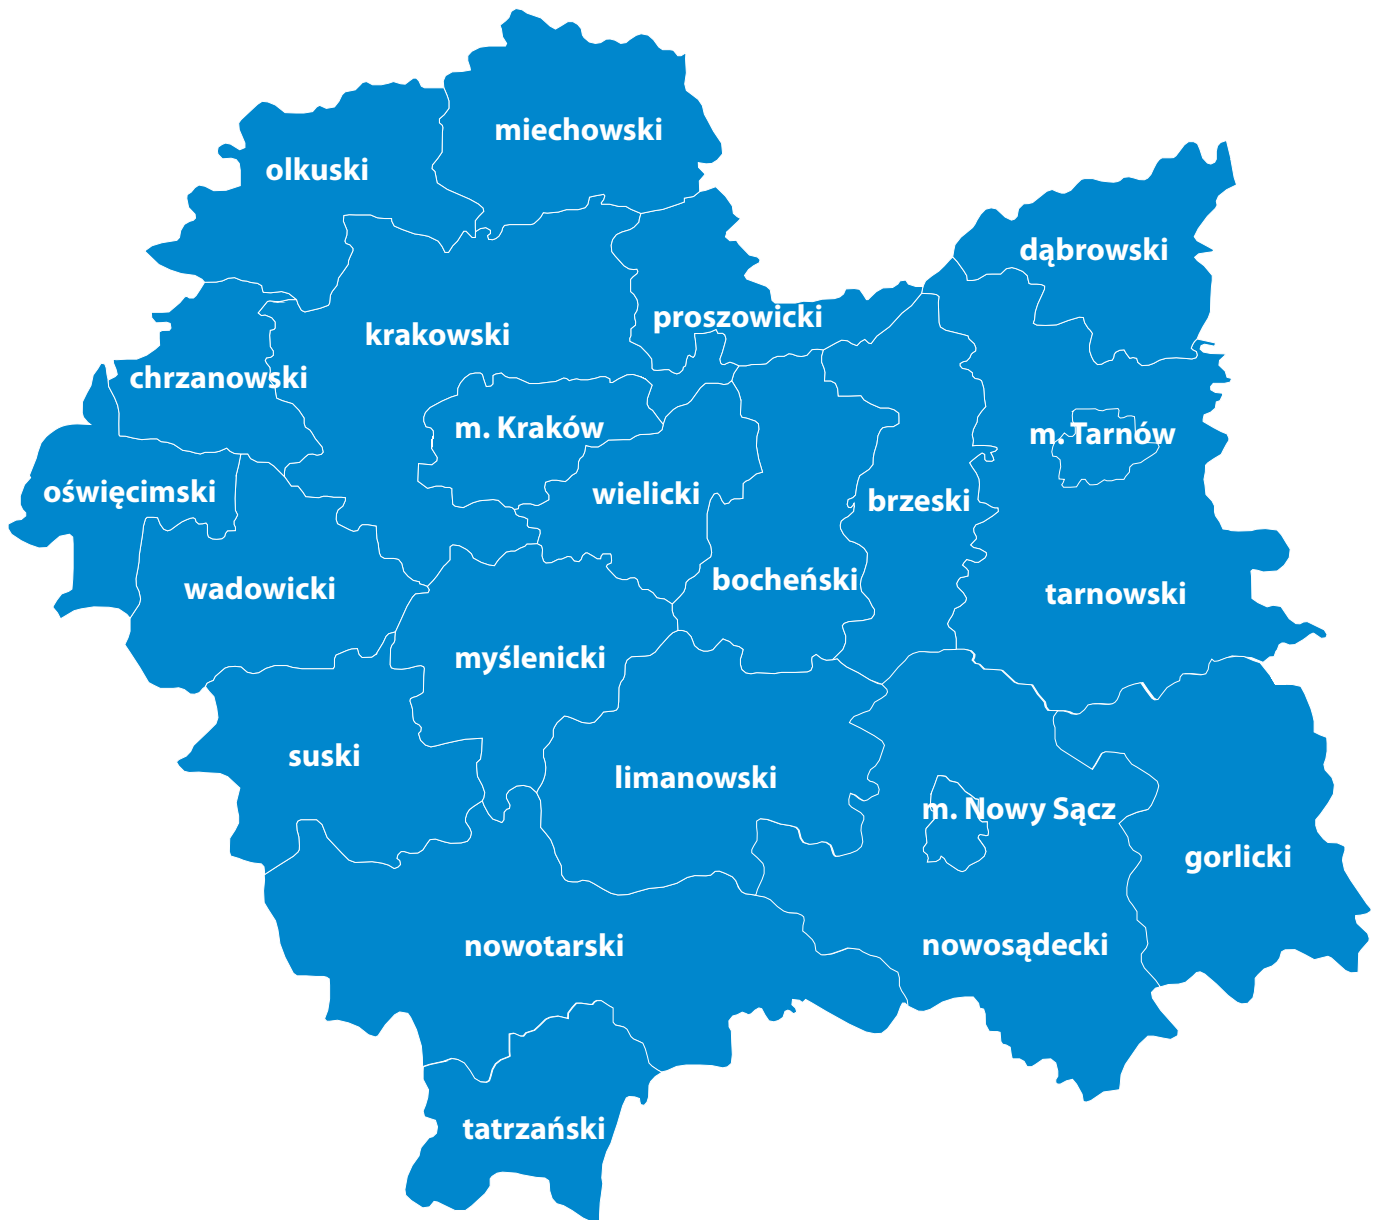 miechowski
olkuski
dąbrowski
proszowicki
krakowski
chrzanowski
m. Kraków
m. Tarnów
oświęcimski
wielicki
brzeski
bocheński
wadowicki
tarnowski
myślenicki
suski
limanowski
m. Nowy Sącz
gorlicki
nowotarski
nowosądecki
tatrzański